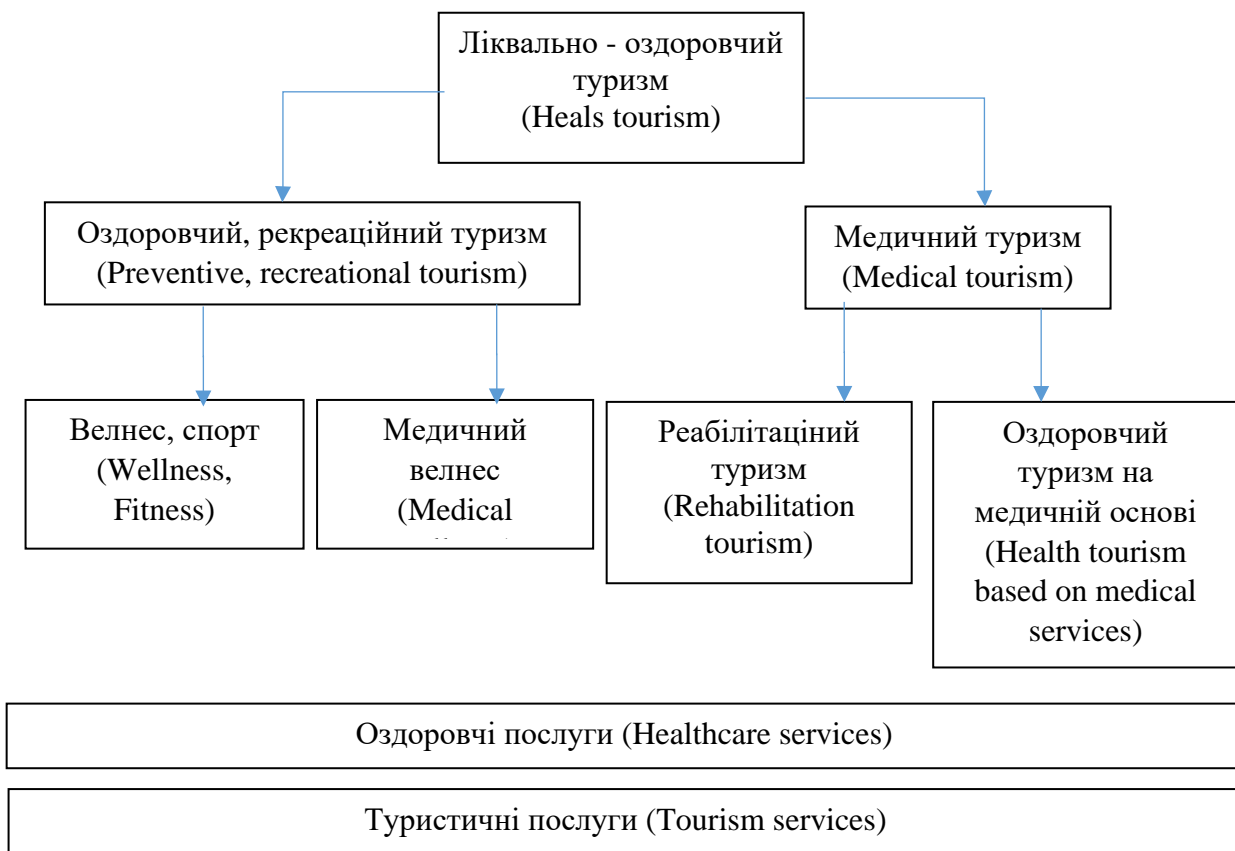 Ліквально - оздоровчий
туризм
(Heals tourism)
Оздоровчий, рекреаційний туризм
(Preventive, recreational tourism)
Медичний туризм
(Medical tourism)
Велнес, спорт
(Wellness,
Fitness)
Медичний
велнес
(Medical
Реабілітаціний
туризм
(Rehabilitation
tourism)
Оздоровчий
туризм на
медичній основі
(Health tourism
based on medical
services)
Оздоровчі послуги (Healthcare services)
Туристичні послуги (Tourism services)